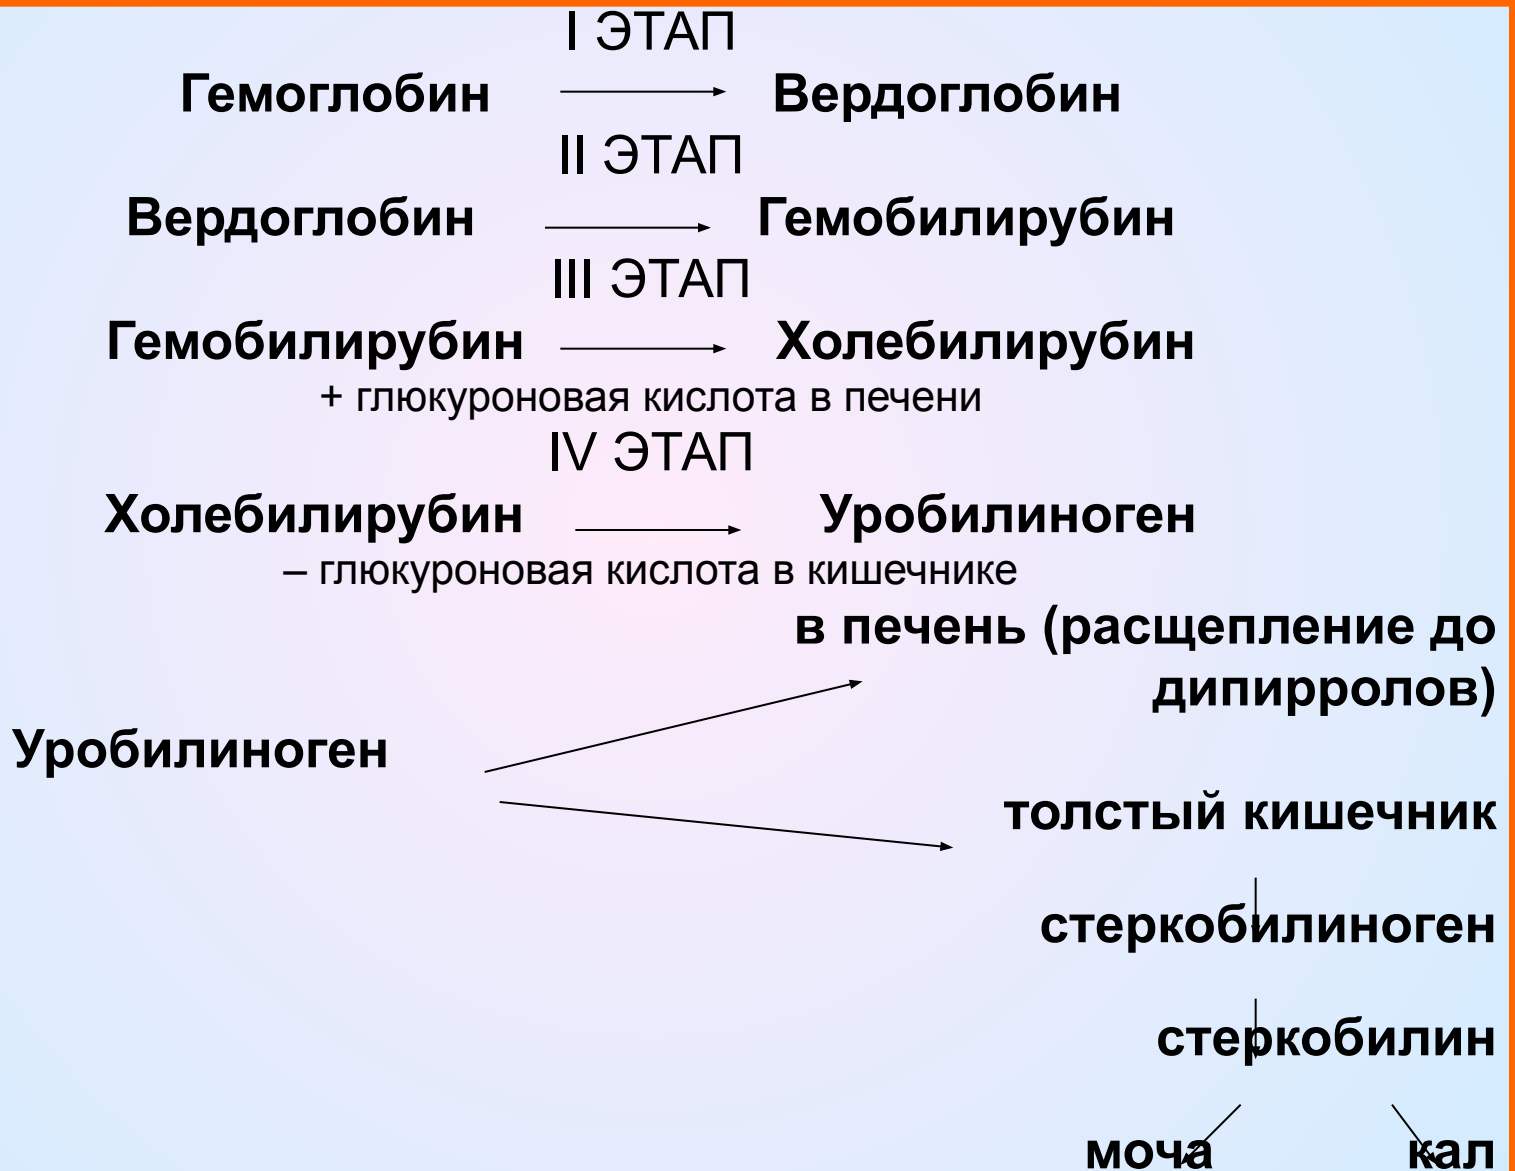 I ЭТАП
Гемоглобин Вердоглобин
II ЭТАП
Вердоглобин Гемобилирубин
III ЭТАП
Гемобилирубин Холебилирубин
+ глюкуроновая кислота в печени
IV ЭТАП
Холебилирубин Уробилиноген
– глюкуроновая кислота в кишечнике
в печень (расщепление до
дипирролов)
Уробилиноген
толстый кишечник
стеркобилиноген
стеркобилин
моча кал